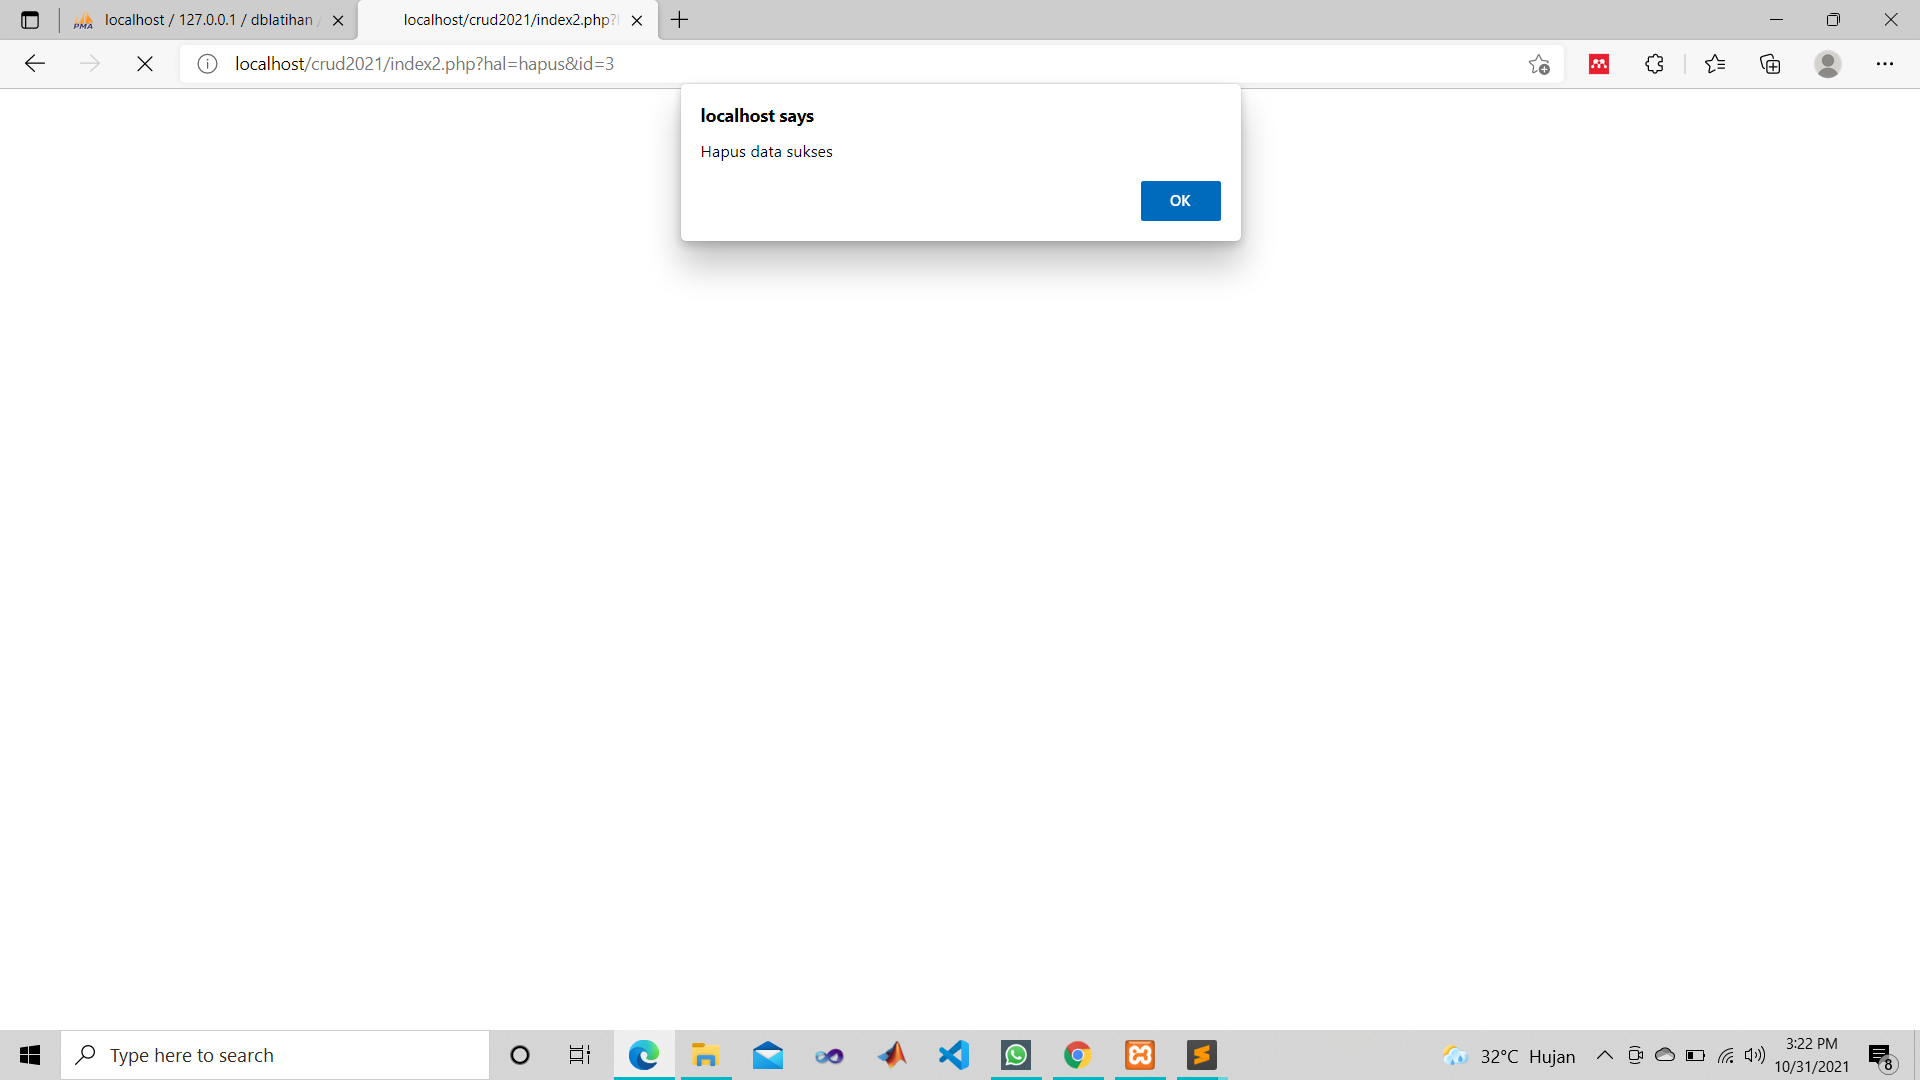 PMA localhost / 127.0.0.1 / dblatihan /
localhost/crud2021/index2.php?
localhost/crud2021/index2.php?hal=hapus&id=3
localhost says
Hapus data sukses
OK
Type here to search
32°C Hujan
3:22 PM
10/31/2021
8